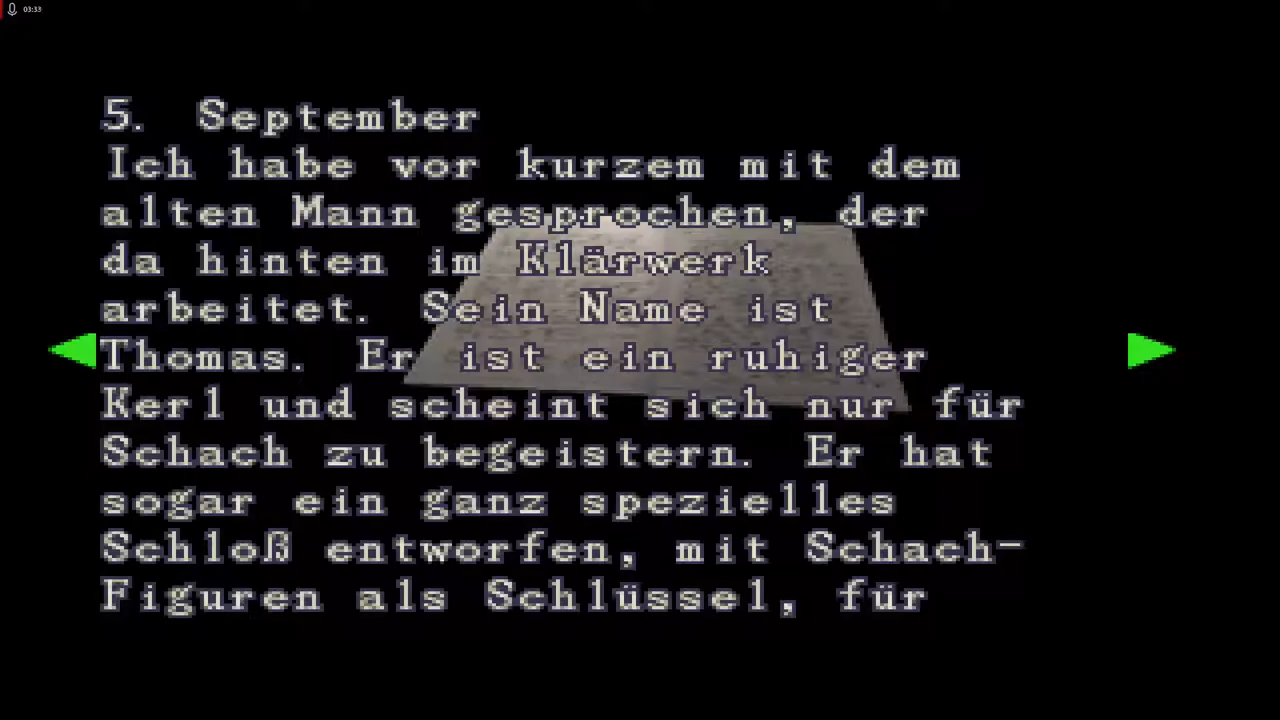 03:33
5. September
Ich habe vor kurzem mit dem
alten Mann gesprochen, der
da hinten im Klärwerk
arbeitet. Sein Name ist
Thomas. Er ist ein ruhiger
Kerl und scheint sich nur für
Schach zu begeistern. Er hat
sogar ein ganz spezielles
Schloß entworfen, mit Schach-
Figuren als Schlüssel, für